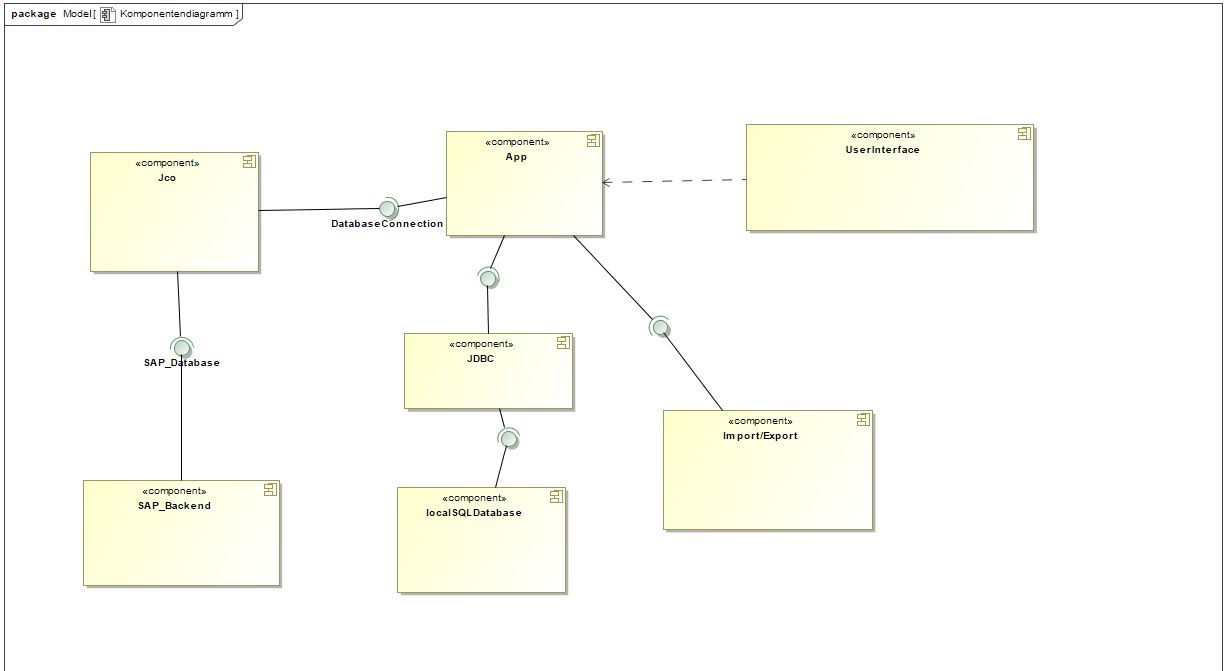 package Model[ Komponentendiagramm ]
«component»
App
«component»
UserInterface
«component»
Jco
DatabaseConnection
«component»
JDBC
SAP_Database
«component»
Import/Export
«component»
SAP_Backend
«component»
localSQLDatabase